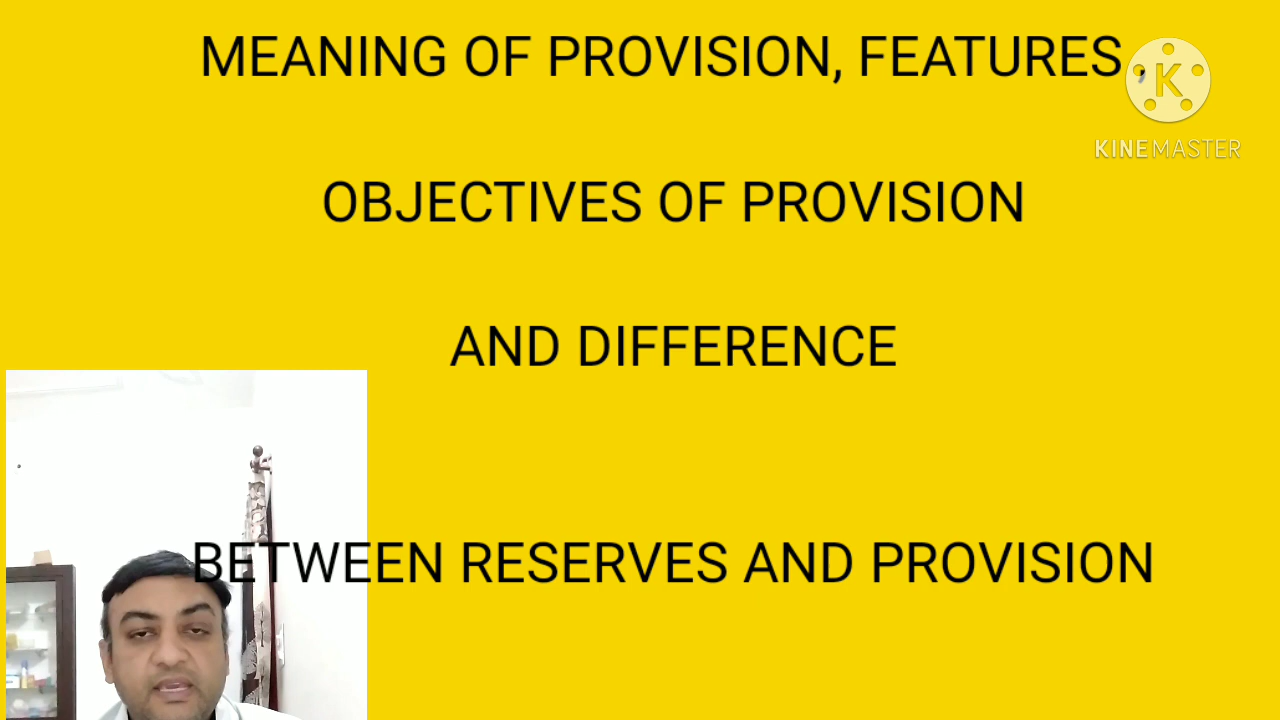 MEANING OF PROVISION, FEATURES ,
K
KINEMASTER
OBJECTIVES OF PROVISION
AND DIFFERENCE
BETWEEN RESERVES AND PROVISION